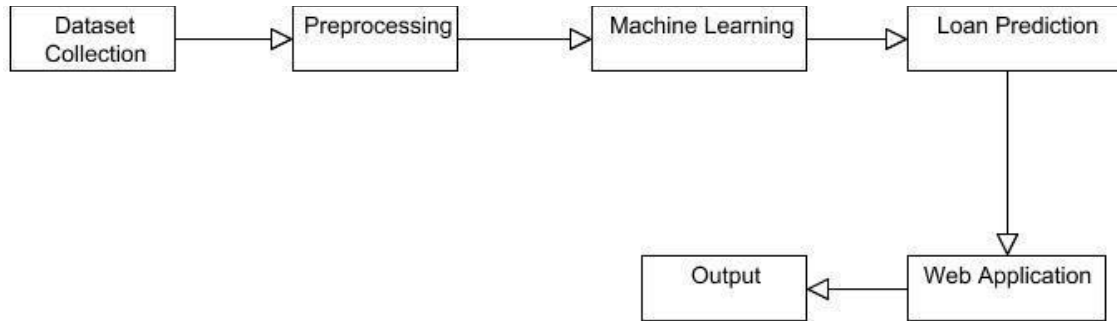 Dataset
Collection
Preprocessing
Machine Learning
Loan Prediction
Web Application
Output